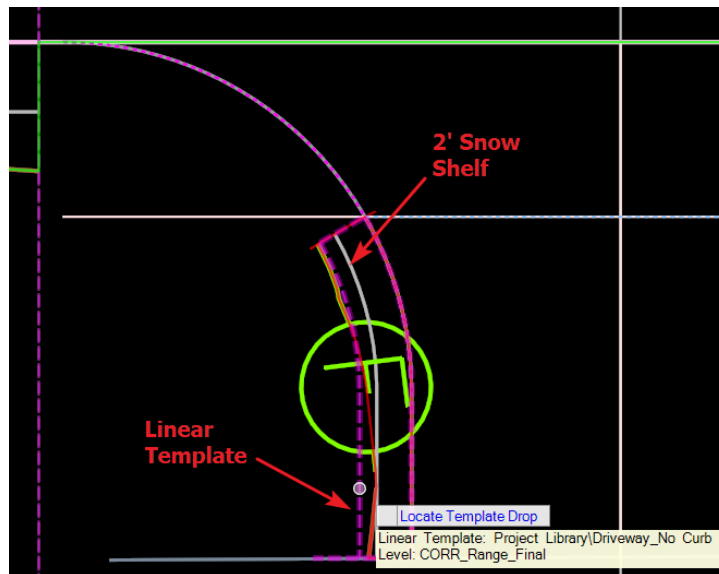 2' Snow
Shelf
Linear
Template
Locate Template Drop
Linear Template: Project Library\Driveway_No Curb
Level: CORR_Range_Final